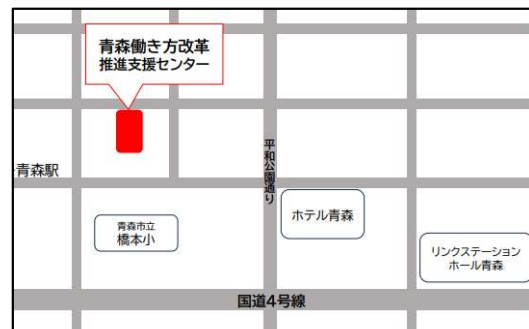 青森働き方改革
推進支援センター
青森駅
平和公園通り
青森市立
橋本小
ホテル青森
リンクステーション
ホール青森
国道4号線